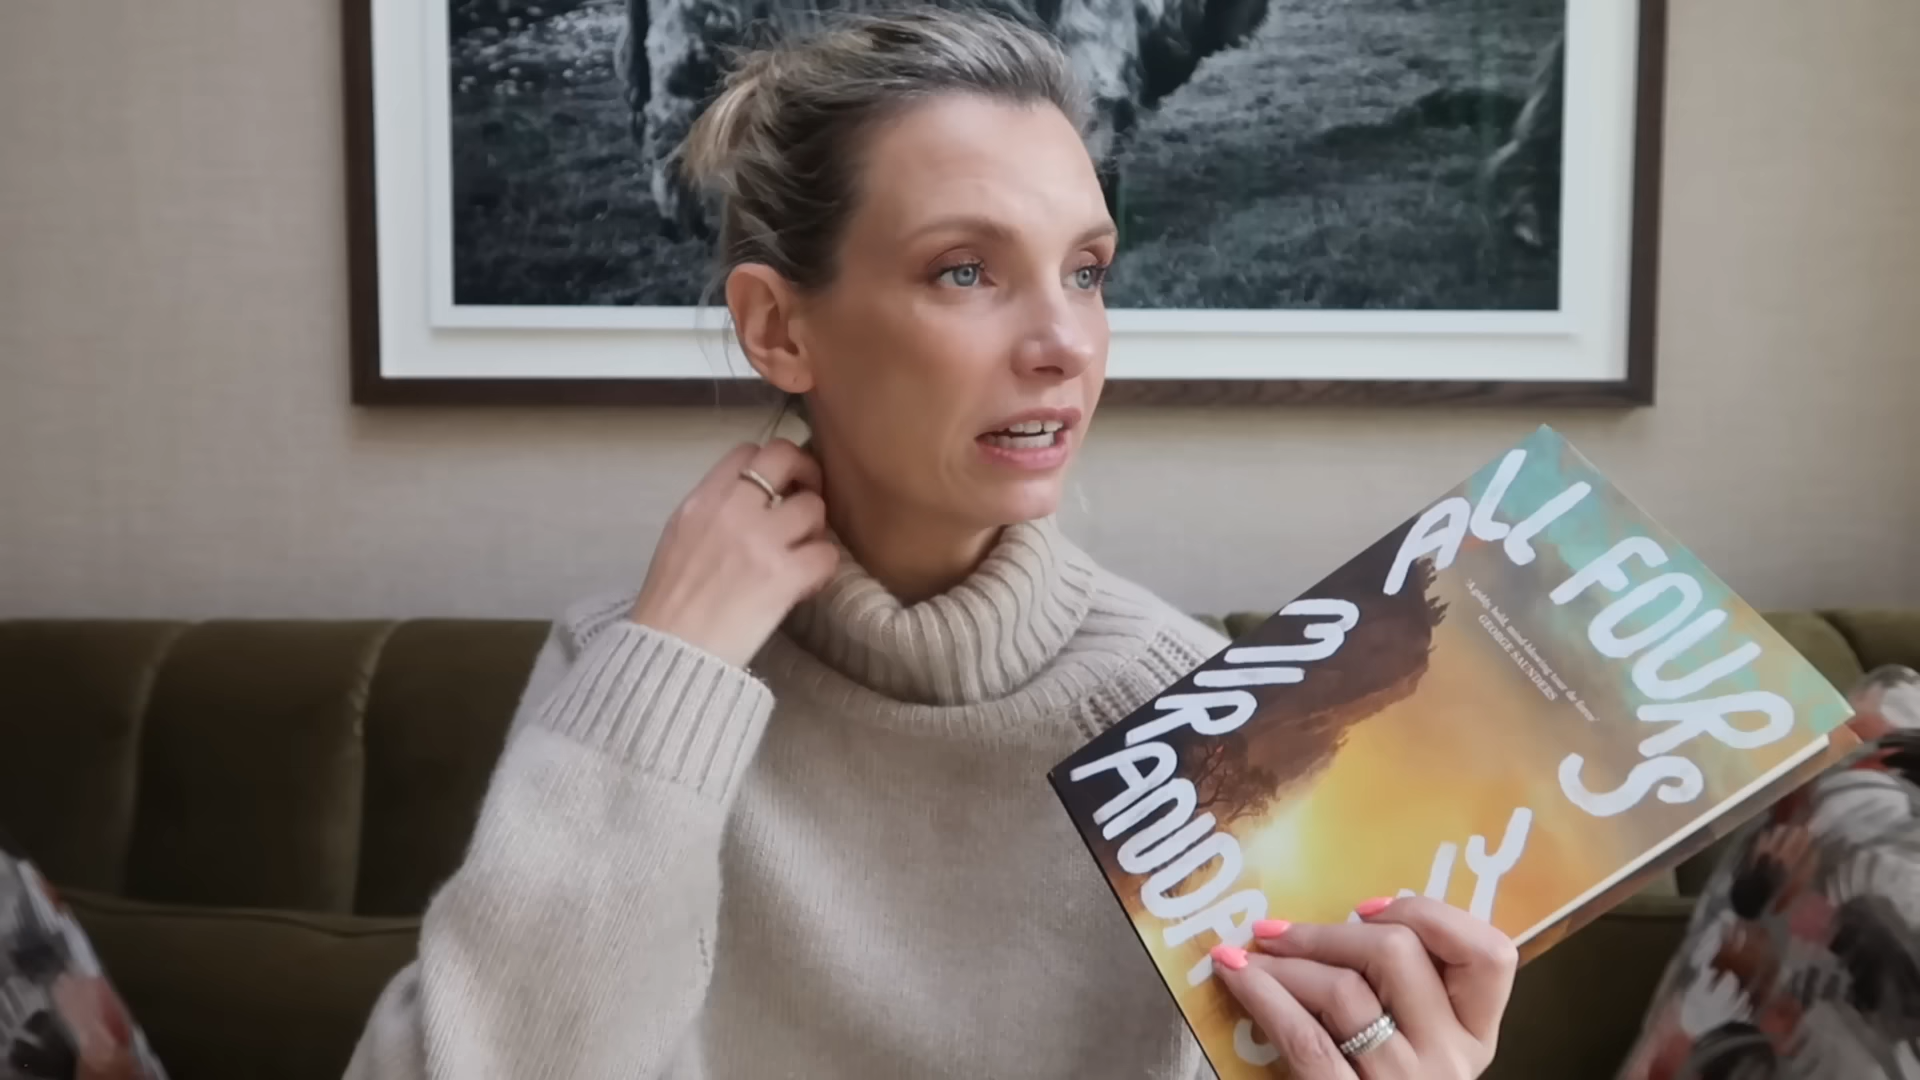 ALL FOURS
'A giddy, bold, mind-blowing tour de force'
GEORGE SAUNDERS
MIRANDA